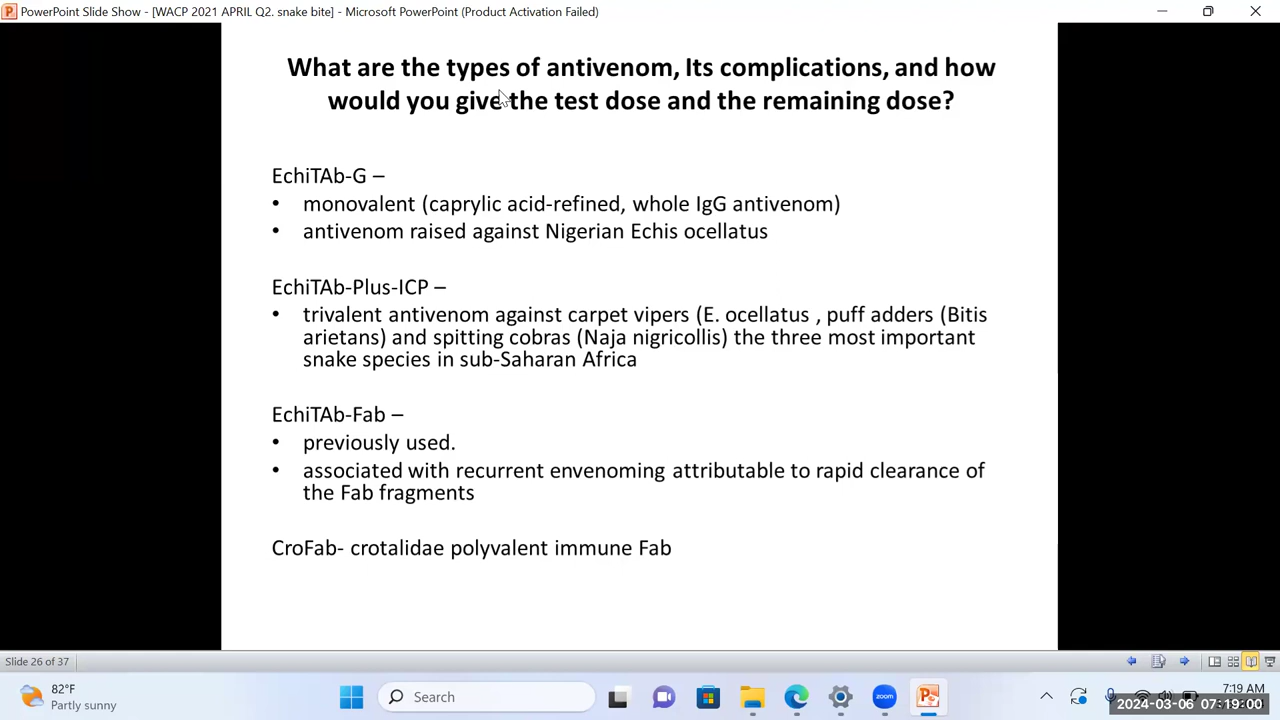 PowerPoint Slide Show - [WACP 2021 APRIL Q2. snake bite] - Microsoft PowerPoint (Product Activation Failed)
What are the types of antivenom, Its complications, and how
would you give the test dose and the remaining dose?
EchiTAb-G –
• monovalent (caprylic acid-refined, whole IgG antivenom)
• antivenom raised against Nigerian Echis ocellatus
EchiTAb-Plus-ICP –
• trivalent antivenom against carpet vipers (E. ocellatus , puff adders (Bitis
arietans) and spitting cobras (Naja nigricollis) the three most important
snake species in sub-Saharan Africa
EchiTAb-Fab –
• previously used.
• associated with recurrent envenoming attributable to rapid clearance of
the Fab fragments
CroFab- crotalidae polyvalent immune Fab
Slide 26 of 37
82°F
Partly sunny
Search
zoom
7:19 AM
2024-03-06 07:19:00